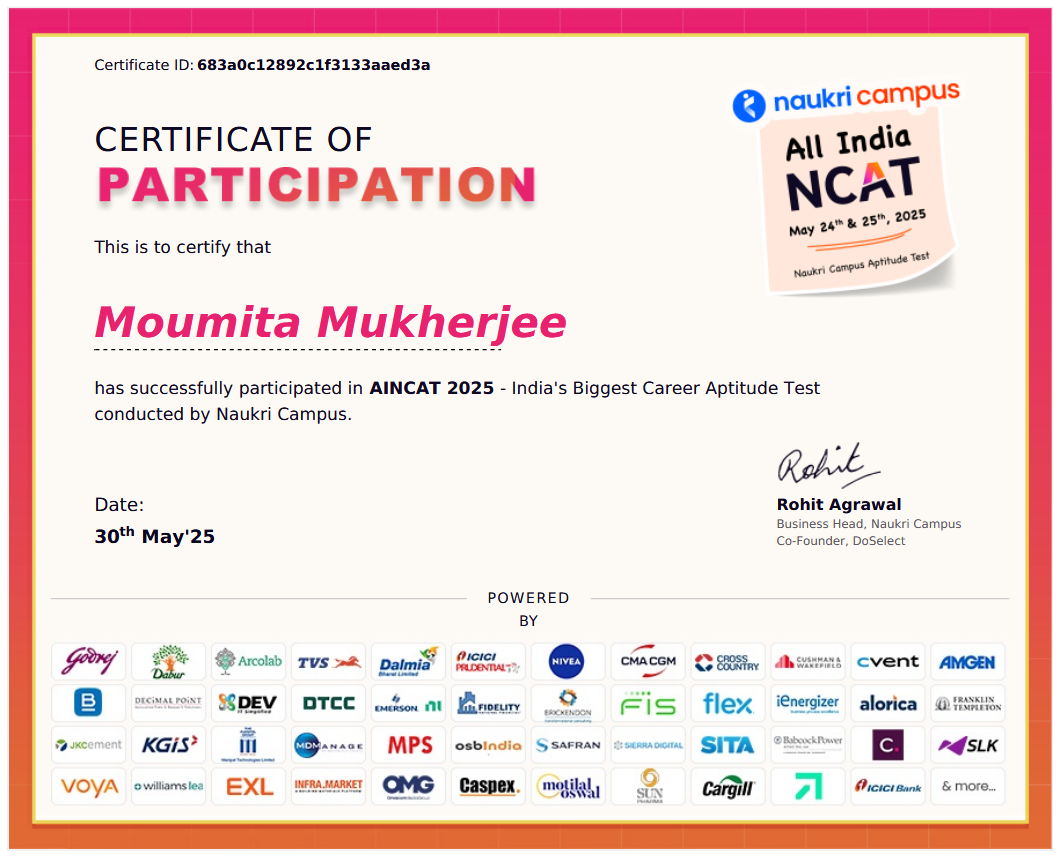 Certificate ID: 683a0c12892c1f3133aaed3a
naukri campus
All India
NCAT
May 24th & 25th, 2025
Naukri Campus Aptitude Test
CERTIFICATE OF
PARTICIPATION
This is to certify that
Moumita Mukherjee
has successfully participated in AINCAT 2025 - India's Biggest Career Aptitude Test
conducted by Naukri Campus.
Rohit
Date:
30th May'25
Rohit Agrawal
Business Head, Naukri Campus
Co-Founder, DoSelect
POWERED
BY
Godrej Dabur Arcolab TVS Dalmia Bharat Limited ICICI PRUDENTIAL NIVEA CMA CGM CROSS COUNTRY CUSHMAN & WAKEFIELD cvent AMGEN
B DECIMAL POINT DEV IT Simplified DTCC EMERSON ni FIDELITY BRICKENDON FIS flex iEnergizer alorica FRANKLIN TEMPLETON
JKcement KGiS MDMANAGE MPS osbIndia SAFRAN SIERRA DIGITAL SITA BabcockPower C. SLK
VOYA williams lea EXL INFRA.MARKET OMG Caspex. motilal oswal SUN PHARMA Cargill ICICI Bank & more...